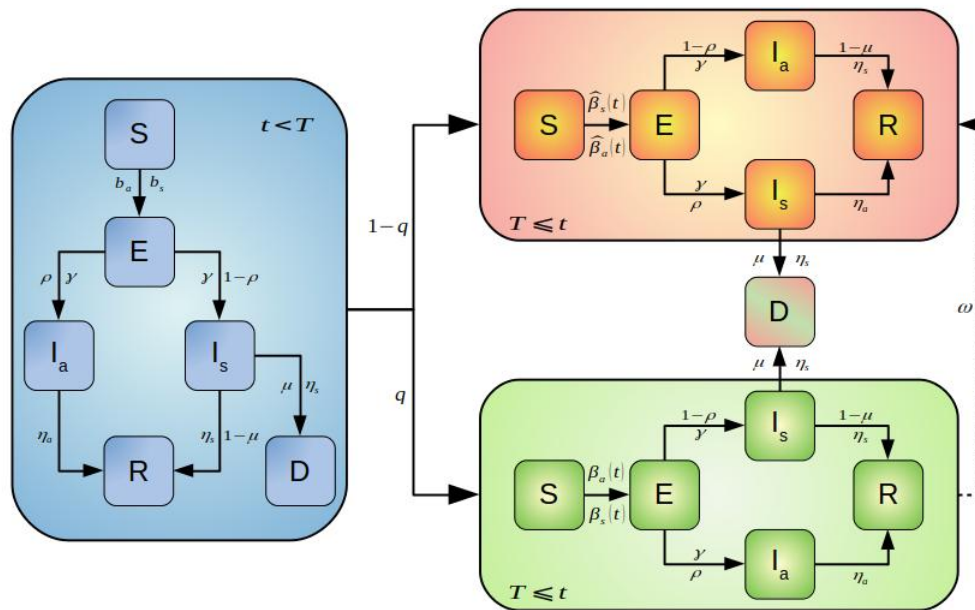 t < T
S
b_a b_s
E
ρ γ
γ 1−ρ
I_a
I_s
μ η_s
η_a
η_s 1−μ
R
D
1−q
q
S
β̂_s(t)
β̂_a(t)
E
1−ρ
γ
I_a
1−μ
η_s
R
γ
ρ
I_s
η_a
T ⩽ t
μ η_s
D
μ η_s
ω
S
β_a(t)
β_s(t)
E
1−ρ
γ
I_s
1−μ
η_s
R
γ
ρ
I_a
η_a
T ⩽ t